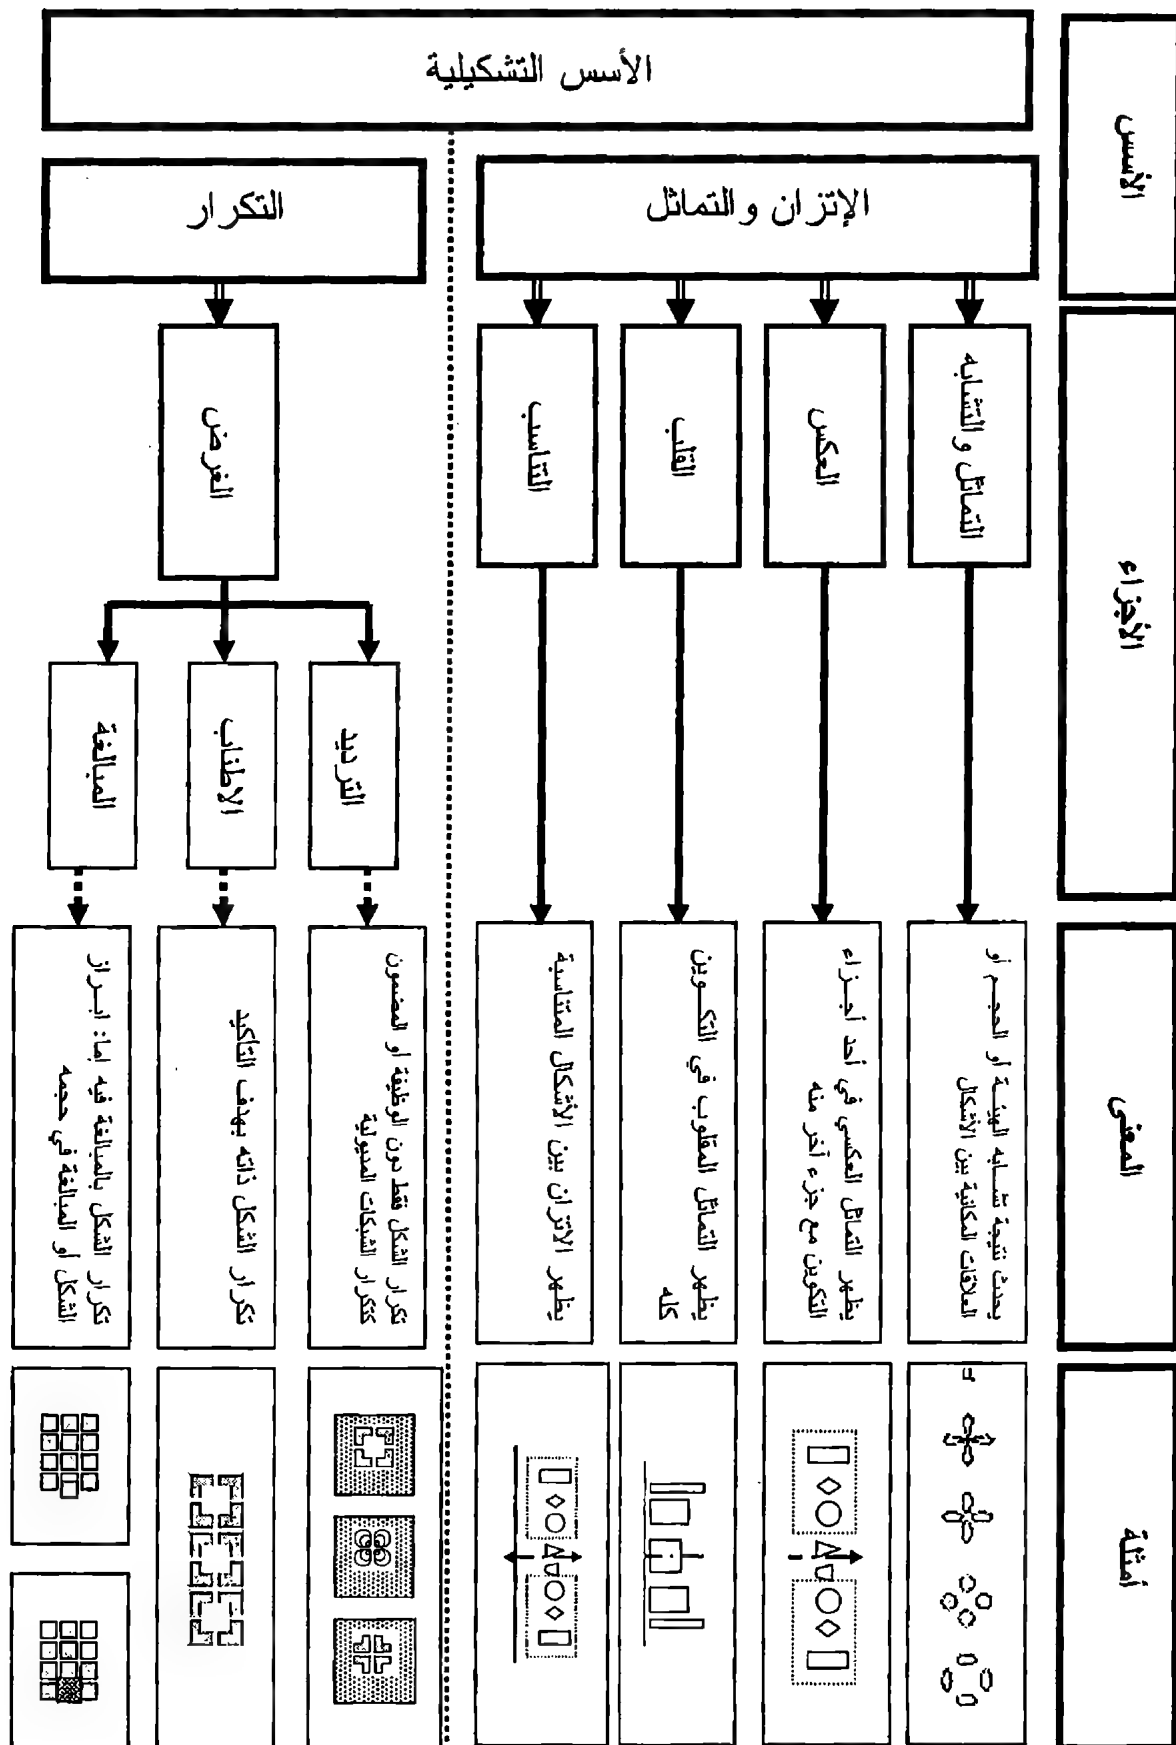 الأسس التشكيلية
الأسس
الإتزان والتماثل
التكرار
الأجزاء
التماثل والتشابه
العكس
القلب
التناسب
الغرض
الترديد
الاطناب
المبالغة
المعنى
يحدث نتيجة تشابه الهيئة أو الحجم أو
العلاقات المكانية بين الأشكال
يظهر التماثل العكسي في أحد أجزاء
التكوين مع جزء آخر منه
يظهر التماثل المقلوب في التكوين
كله
يظهر الاتزان بين الأشكال المتناسبة
تكرار الشكل فقط دون الوظيفة أو المضمون
كتكرار الشبكات المديولية
تكرار الشكل ذاته بهدف التأكيد
تكرار الشكل بالمبالغة فيه إما: ابراز
الشكل أو المبالغة في حجمه
أمثلة